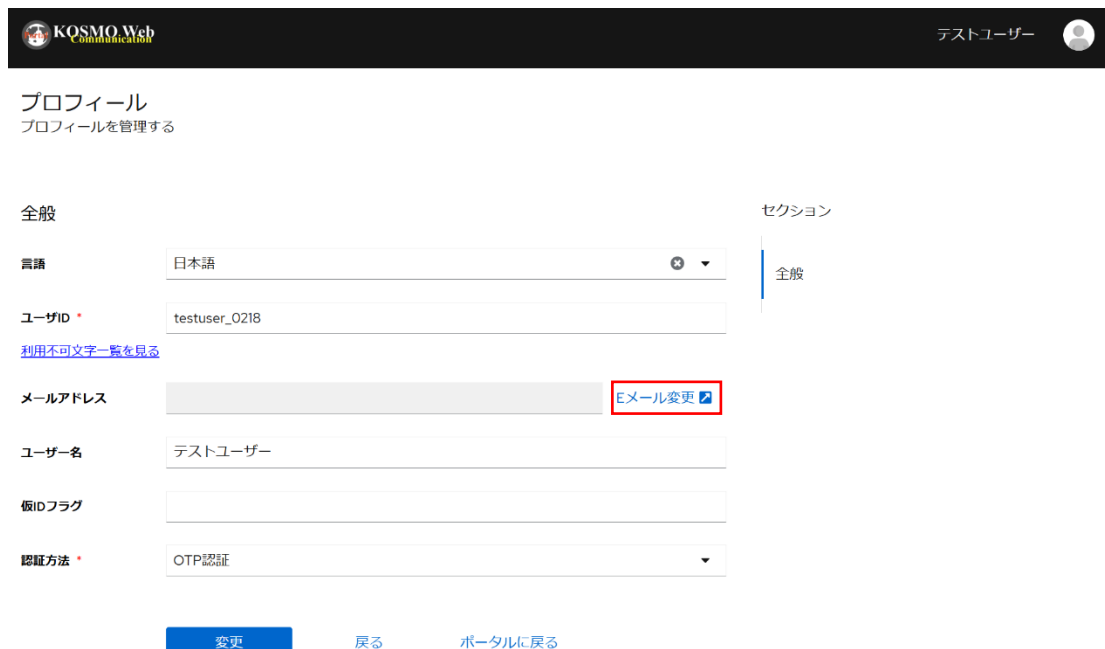 KOSMO Web
Communication
テストユーザー
プロフィール
プロフィールを管理する
全般
セクション
言語
日本語
全般
ユーザID *
testuser_0218
利用不可文字一覧を見る
メールアドレス
Eメール変更
ユーザー名
テストユーザー
仮IDフラグ
認証方法 *
OTP認証
変更
戻る
ポータルに戻る